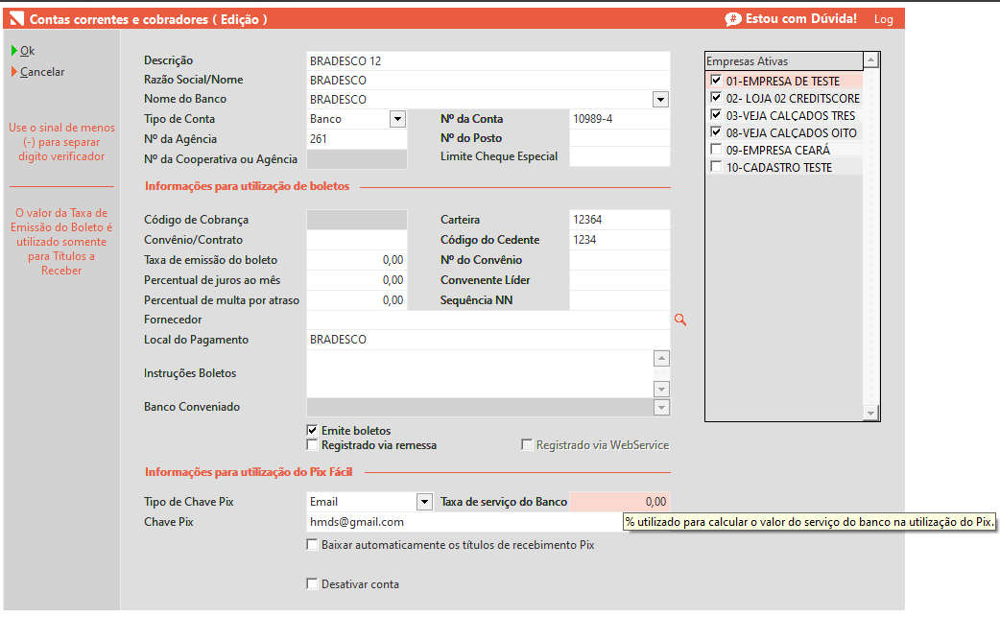 Contas correntes e cobradores ( Edição )
# Estou com Dúvida!
Log
Ok
Cancelar
Use o sinal de menos
(-) para separar
digito verificador
O valor da Taxa de
Emissão do Boleto é
utilizado somente
para Títulos a
Receber
Descrição BRADESCO 12
Razão Social/Nome BRADESCO
Nome do Banco BRADESCO
Tipo de Conta Banco Nº da Conta 10989-4
Nº da Agência 261 Nº do Posto
Nº da Cooperativa ou Agência Limite Cheque Especial
Informações para utilização de boletos
Código de Cobrança Carteira 12364
Convênio/Contrato Código do Cedente 1234
Taxa de emissão do boleto 0,00 Nº do Convênio
Percentual de juros ao mês 0,00 Convenente Líder
Percentual de multa por atraso 0,00 Sequência NN
Fornecedor
Local do Pagamento BRADESCO
Instruções Boletos
Banco Conveniado
Emite boletos
Registrado via remessa Registrado via WebService
Informações para utilização do Pix Fácil
Tipo de Chave Pix Email Taxa de serviço do Banco 0,00
Chave Pix hmds@gmail.com
% utilizado para calcular o valor do serviço do banco na utilização do Pix.
Baixar automaticamente os títulos de recebimento Pix
Desativar conta
Empresas Ativas
01-EMPRESA DE TESTE
02- LOJA 02 CREDITSCORE
03-VEJA CALÇADOS TRES
08-VEJA CALÇADOS OITO
09-EMPRESA CEARÁ
10-CADASTRO TESTE